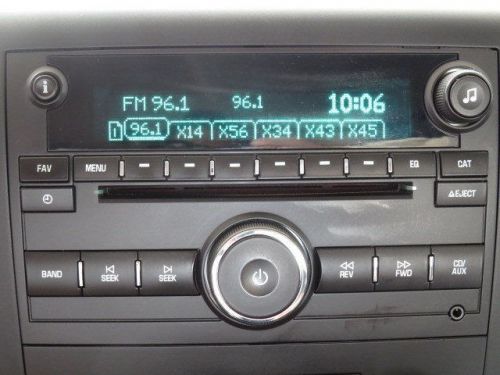 i
FM 96.1 96.1 10:06
1 96.1 X14 X56 X34 X43 X45
FAV MENU EQ CAT
EJECT
BAND SEEK SEEK REV FWD CD/AUX